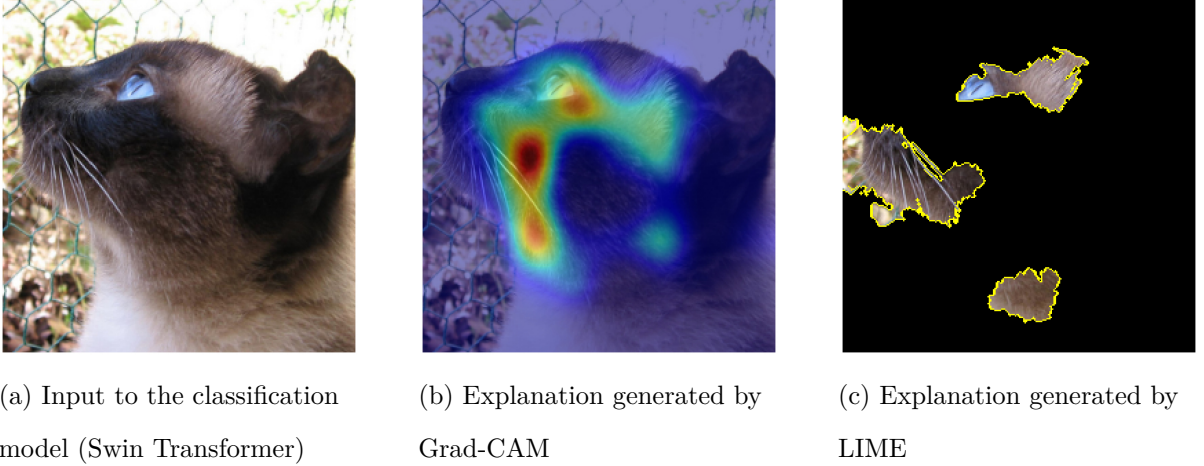 (a) Input to the classification
model (Swin Transformer)
(b) Explanation generated by
Grad-CAM
(c) Explanation generated by
LIME